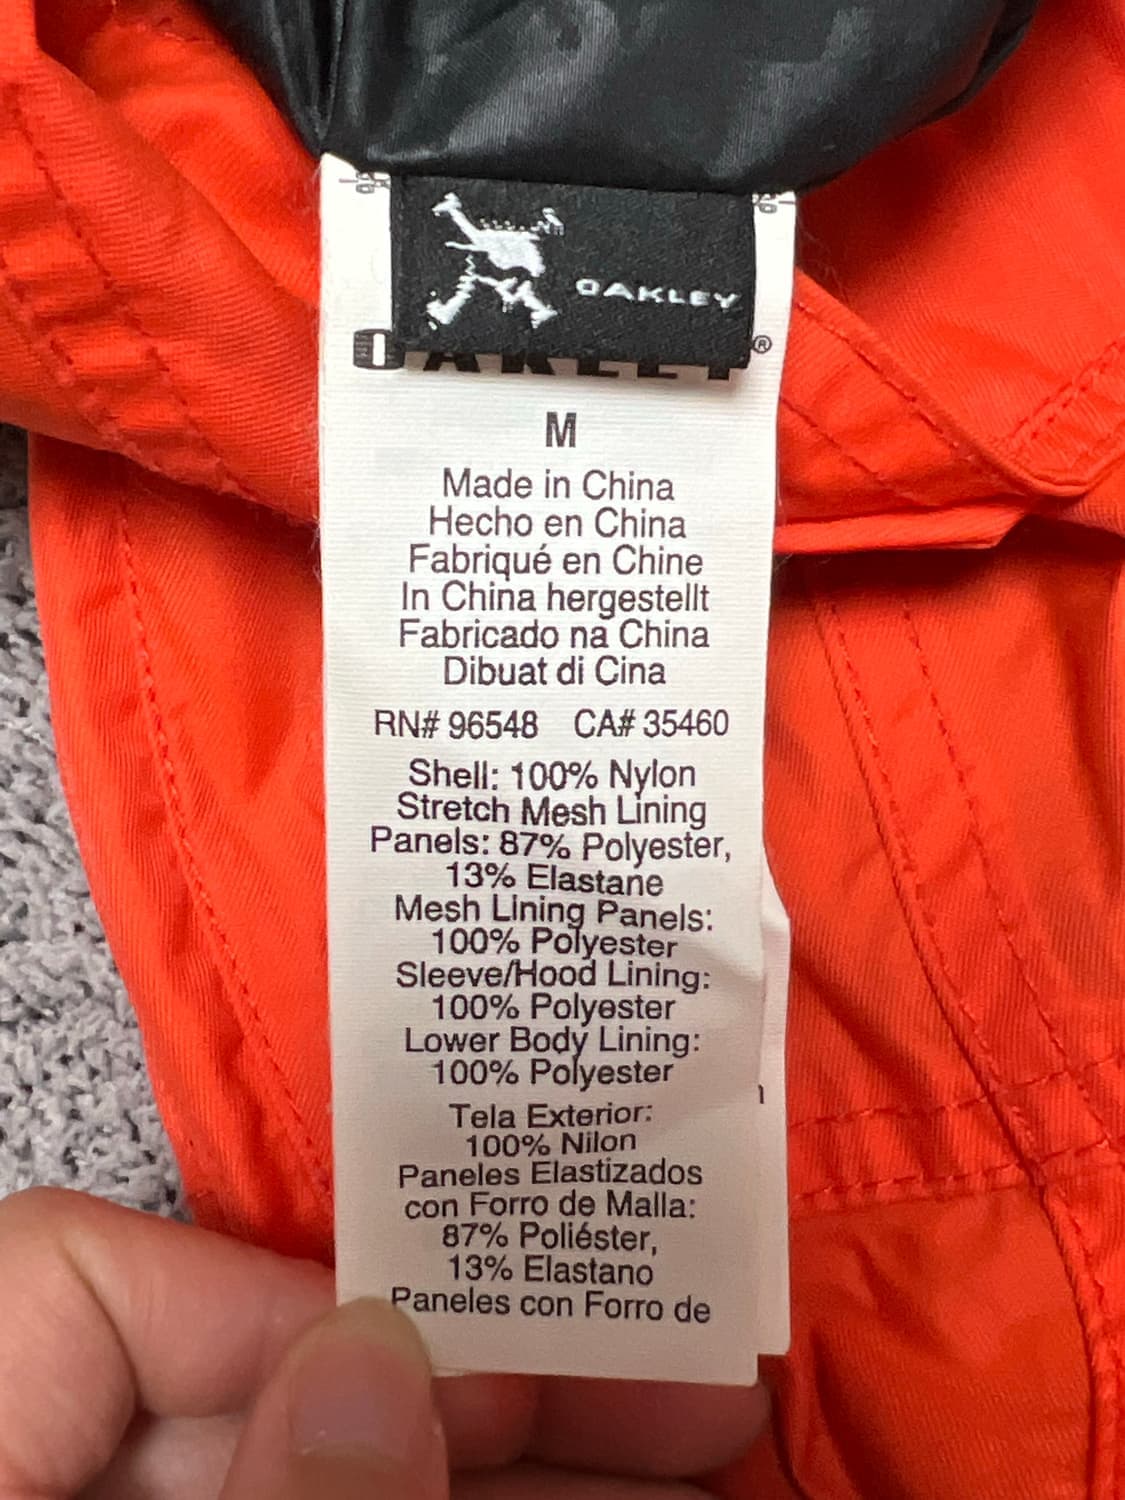 OAKLEY
OAKLEY®
M
Made in China
Hecho en China
Fabriqué en Chine
In China hergestellt
Fabricado na China
Dibuat di Cina
RN# 96548 CA# 35460
Shell: 100% Nylon
Stretch Mesh Lining
Panels: 87% Polyester,
13% Elastane
Mesh Lining Panels:
100% Polyester
Sleeve/Hood Lining:
100% Polyester
Lower Body Lining:
100% Polyester
Tela Exterior:
100% Nilon
Paneles Elastizados
con Forro de Malla:
87% Poliéster,
13% Elastano
Paneles con Forro de